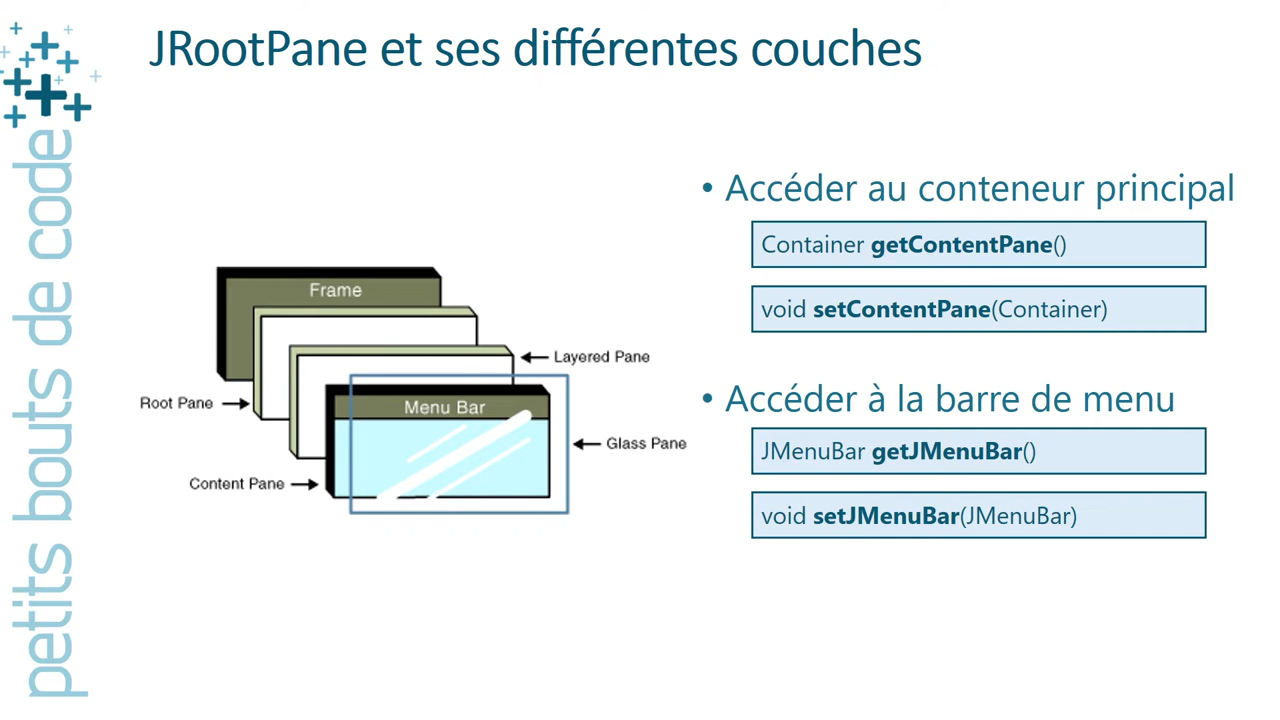 JRootPane et ses différentes couches
petits bouts de code
Frame
Layered Pane
Root Pane
Menu Bar
Glass Pane
Content Pane
• Accéder au conteneur principal
Container getContentPane()
void setContentPane(Container)
• Accéder à la barre de menu
JMenuBar getJMenuBar()
void setJMenuBar(JMenuBar)